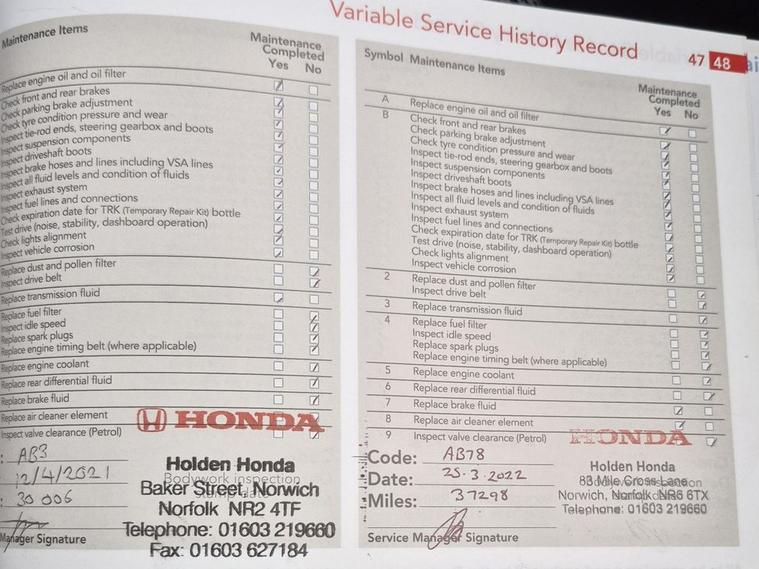 Variable Service History Record
47 48
Maintenance Items
Maintenance
Completed
Yes No
Replace engine oil and oil filter
Check front and rear brakes
Check parking brake adjustment
Check tyre condition pressure and wear
Inspect tie-rod ends, steering gearbox and boots
Inspect suspension components
Inspect driveshaft boots
Inspect brake hoses and lines including VSA lines
Inspect all fluid levels and condition of fluids
Inspect exhaust system
Inspect fuel lines and connections
Check expiration date for TRK (Temporary Repair Kit) bottle
Test drive (noise, stability, dashboard operation)
Check lights alignment
Inspect vehicle corrosion
Replace dust and pollen filter
Inspect drive belt
Replace transmission fluid
Replace fuel filter
Inspect idle speed
Replace spark plugs
Replace engine timing belt (where applicable)
Replace engine coolant
Replace rear differential fluid
Replace brake fluid
Replace air cleaner element
Inspect valve clearance (Petrol)
HONDA
: AB3
12/4/2021
: 30 006
Manager Signature
Bodywork inspection
Holden Honda
Baker Street, Norwich
Norfolk NR2 4TF
Telephone: 01603 219660
Fax: 01603 627184
Symbol Maintenance Items
Maintenance
Completed
Yes No
A Replace engine oil and oil filter
B Check front and rear brakes
Check parking brake adjustment
Check tyre condition pressure and wear
Inspect tie-rod ends, steering gearbox and boots
Inspect suspension components
Inspect driveshaft boots
Inspect brake hoses and lines including VSA lines
Inspect all fluid levels and condition of fluids
Inspect exhaust system
Inspect fuel lines and connections
Check expiration date for TRK (Temporary Repair Kit) bottle
Test drive (noise, stability, dashboard operation)
Check lights alignment
Inspect vehicle corrosion
2 Replace dust and pollen filter
Inspect drive belt
3 Replace transmission fluid
4 Replace fuel filter
Inspect idle speed
Replace spark plugs
Replace engine timing belt (where applicable)
5 Replace engine coolant
6 Replace rear differential fluid
7 Replace brake fluid
8 Replace air cleaner element
9 Inspect valve clearance (Petrol)
HONDA
Code: AB78
Date: 25.3.2022
Miles: 37298
Service Manager Signature
Holden Honda
Mile Cross Lane
Norwich, Norfolk NR6 6TX
Telephone: 01603 219660